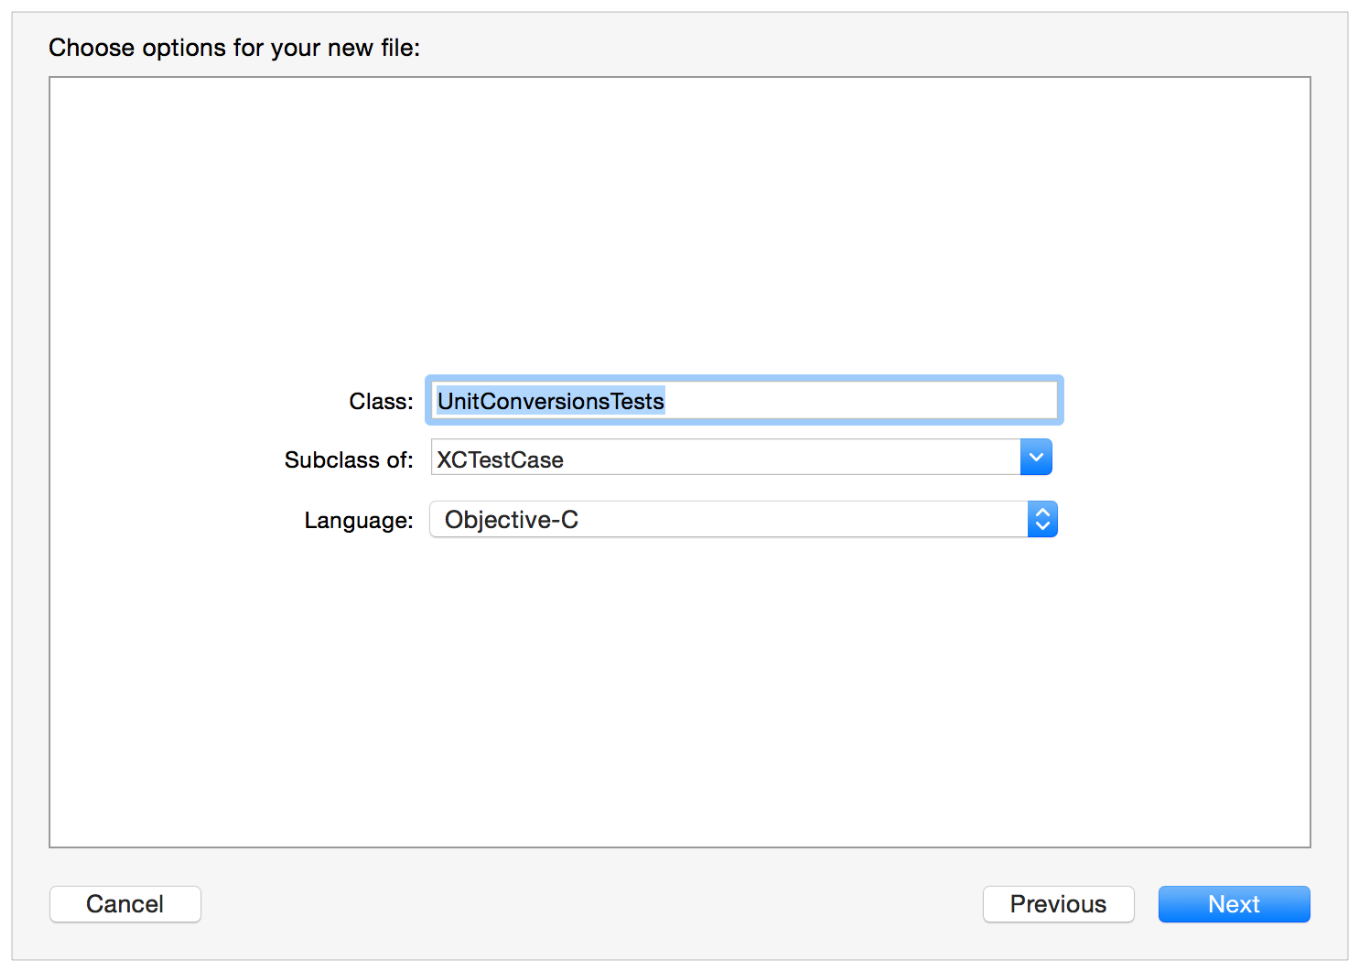 Choose options for your new file:
Class: UnitConversionsTests
Subclass of: XCTestCase
Language: Objective-C
Cancel Previous Next